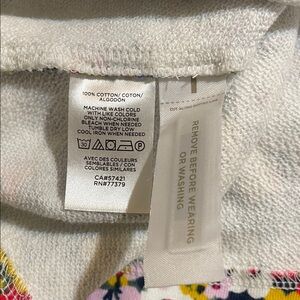 100% COTTON/ COTON/
ALGODÓN
MACHINE WASH COLD
WITH LIKE COLORS
ONLY NON-CHLORINE
BLEACH WHEN NEEDED
TUMBLE DRY LOW
COOL IRON WHEN NEEDED
AVEC DES COULEURS
SEMBLABLES / CON
COLORES SIMILARES
CA#57421
RN#77379
REMOVE BEFORE WEARING
OR WASHING